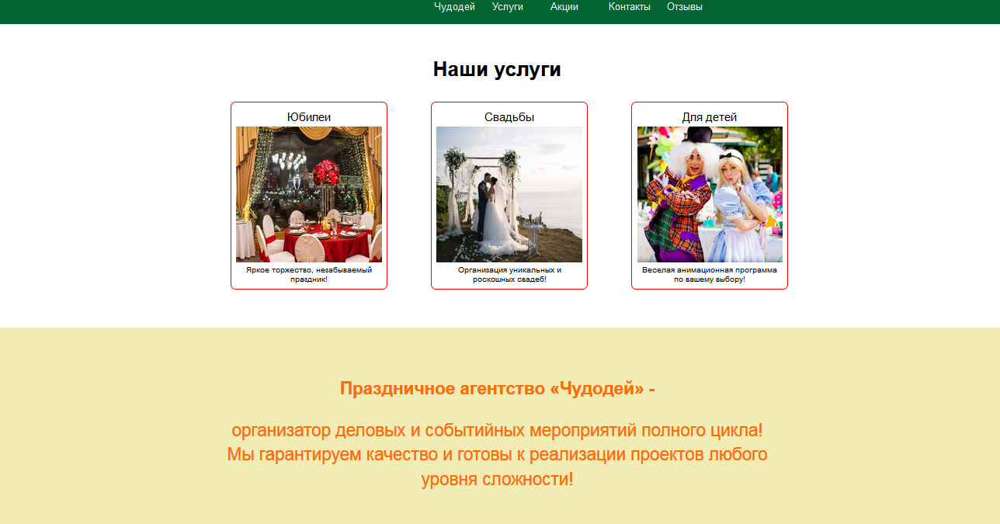 Чудодей Услуги Акции Контакты Отзывы
Наши услуги
Юбилеи
Яркое торжество, незабываемый
праздник!
Свадьбы
Организация уникальных и
роскошных свадеб!
Для детей
Веселая анимационная программа
по вашему выбору!
Праздничное агентство «Чудодей» -
организатор деловых и событийных мероприятий полного цикла!
Мы гарантируем качество и готовы к реализации проектов любого
уровня сложности!